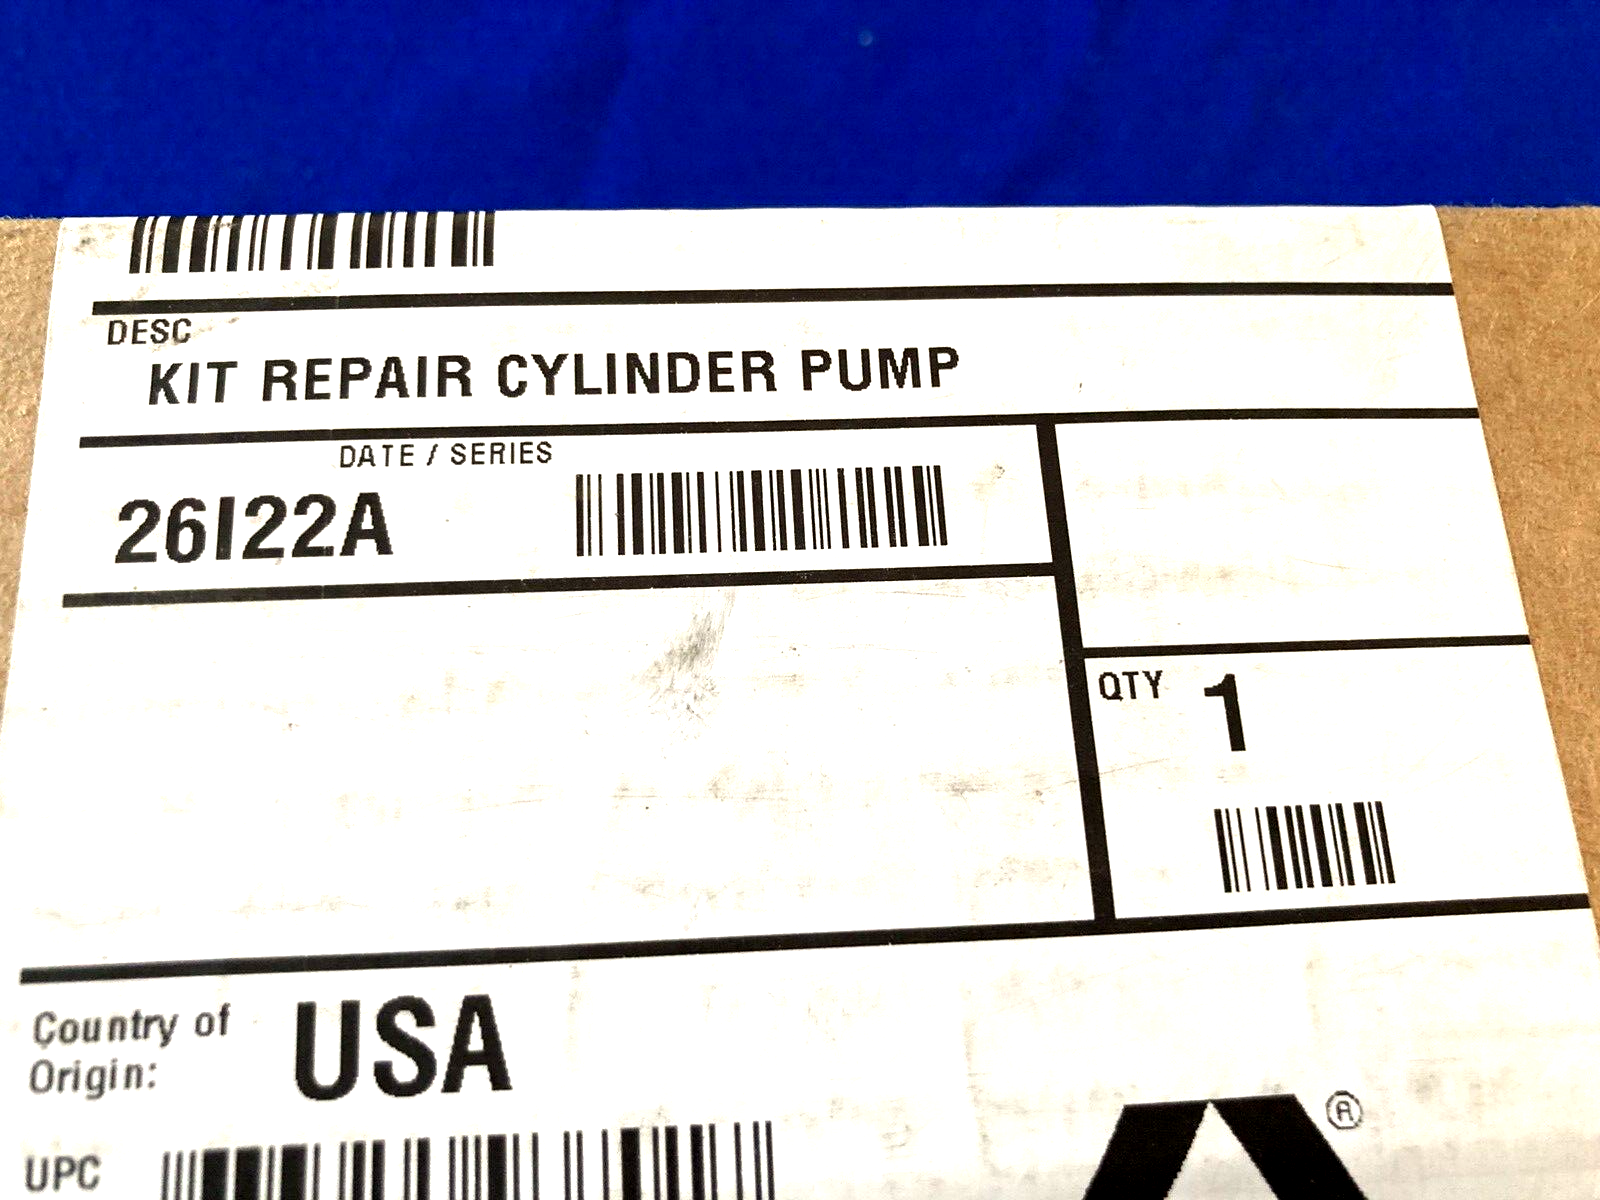 DESC
KIT REPAIR CYLINDER PUMP
DATE / SERIES
26I22A
QTY 1
Country of
Origin: USA
UPC
®